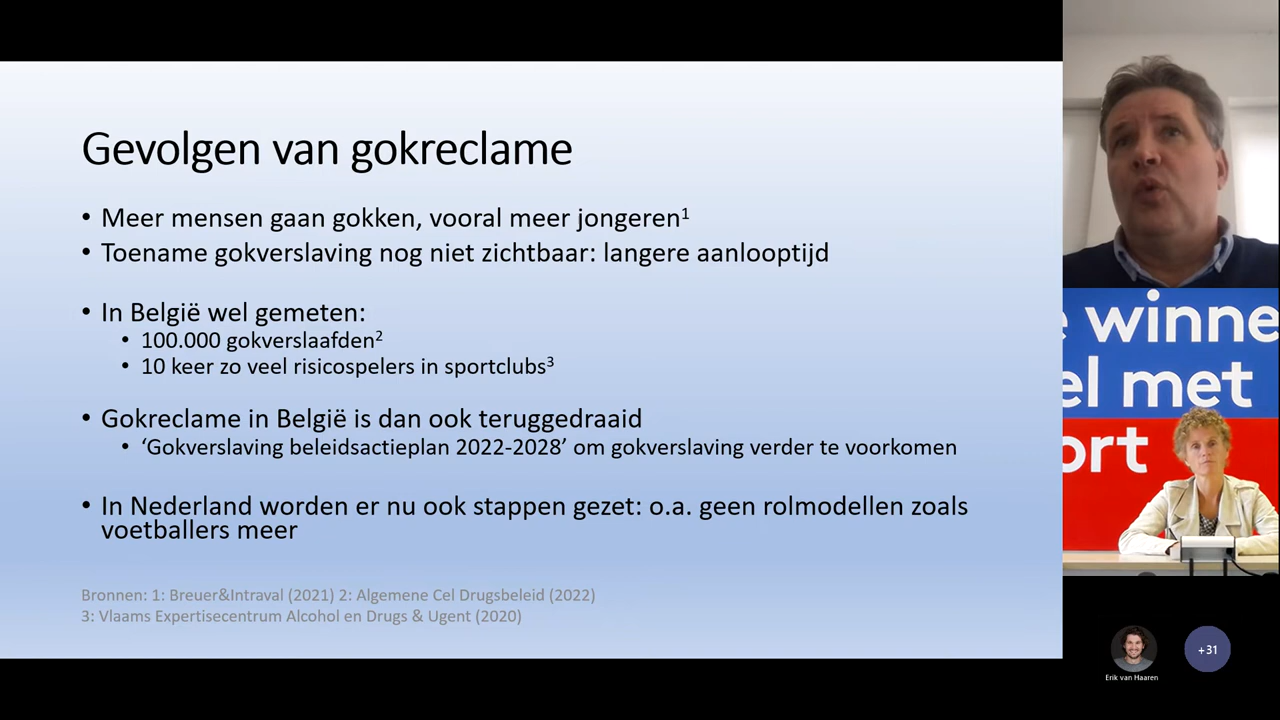 Gevolgen van gokreclame
• Meer mensen gaan gokken, vooral meer jongeren1
• Toename gokverslaving nog niet zichtbaar: langere aanlooptijd
• In België wel gemeten:
• 100.000 gokverslaafden2
• 10 keer zo veel risicospelers in sportclubs3
• Gokreclame in België is dan ook teruggedraaid
• ‘Gokverslaving beleidsactieplan 2022-2028’ om gokverslaving verder te voorkomen
• In Nederland worden er nu ook stappen gezet: o.a. geen rolmodellen zoals
voetballers meer
Bronnen: 1: Breuer&Intraval (2021) 2: Algemene Cel Drugsbeleid (2022)
3: Vlaams Expertisecentrum Alcohol en Drugs & Ugent (2020)
e winne
el met
ort
Erik van Haaren
+31